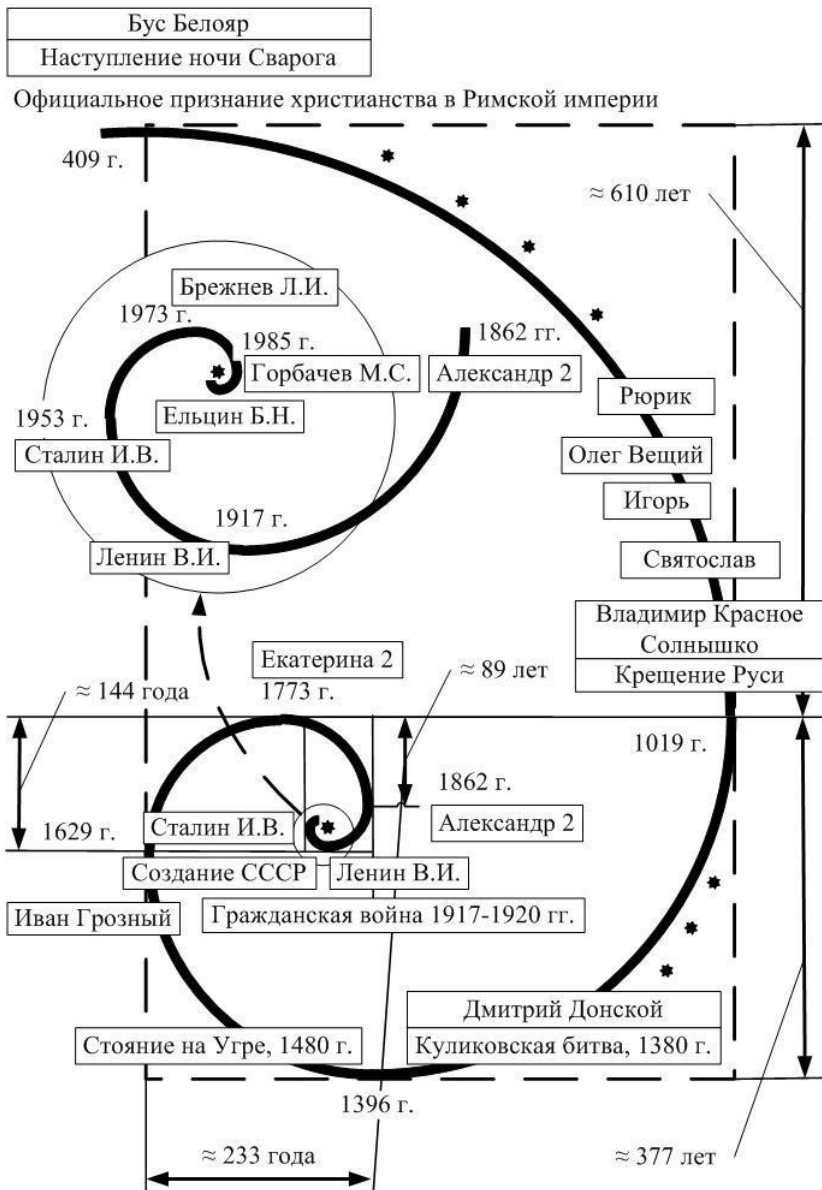 Бус Белояр
Наступление ночи Сварога
Официальное признание христианства в Римской империи
409 г.
≈ 610 лет
Брежнев Л.И.
1973 г.
1985 г.
1862 гг.
Горбачев М.С.
Александр 2
Рюрик
1953 г.
Ельцин Б.Н.
Сталин И.В.
Олег Вещий
Игорь
1917 г.
Ленин В.И.
Святослав
Владимир Красное
Солнышко
Крещение Руси
Екатерина 2
1773 г.
≈ 89 лет
≈ 144 года
1019 г.
1862 г.
1629 г.
Сталин И.В.
Александр 2
Создание СССР
Ленин В.И.
Иван Грозный
Гражданская война 1917-1920 гг.
Дмитрий Донской
Стояние на Угре, 1480 г.
Куликовская битва, 1380 г.
1396 г.
≈ 233 года
≈ 377 лет